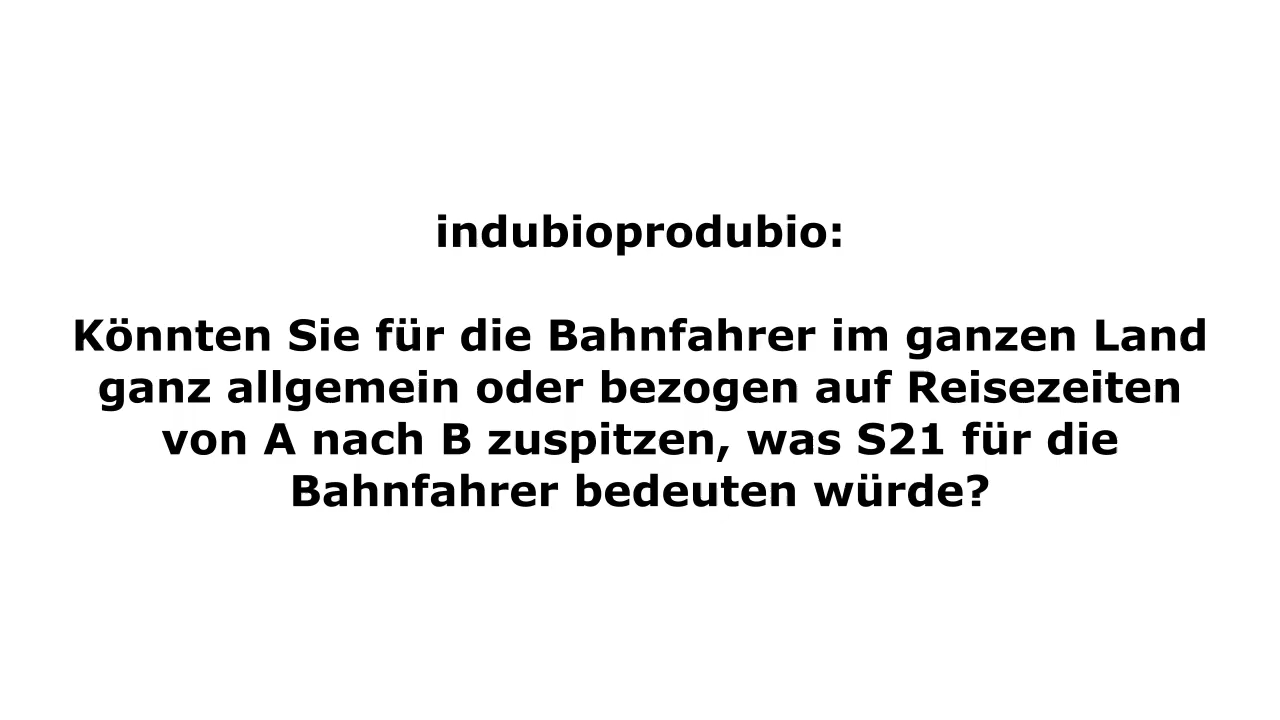 indubioprodubio:
Könnten Sie für die Bahnfahrer im ganzen Land
ganz allgemein oder bezogen auf Reisezeiten
von A nach B zuspitzen, was S21 für die
Bahnfahrer bedeuten würde?